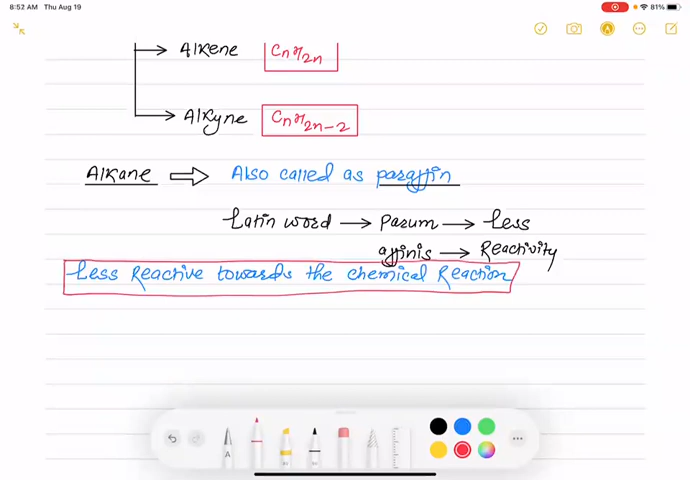 8:52 AM Thu Aug 19
81%
Alkene CnH2n
Alkyne CnH2n-2
Alkane ⇒ Also called as paraffin
Latin word → Parum → Less
affinis → Reactivity
Less Reactive towards the chemical Reaction
A